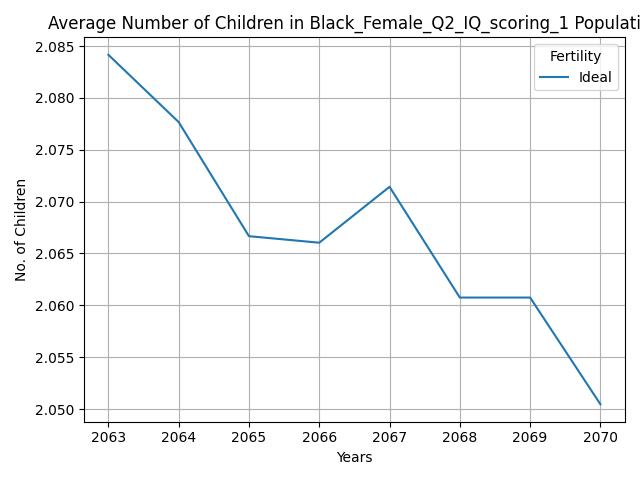 Average Number of Children in Black_Female_Q2_IQ_scoring_1 Populati
Fertility
Ideal
No. of Children
2.085
2.080
2.075
2.070
2.065
2.060
2.055
2.050
2063 2064 2065 2066 2067 2068 2069 2070
Years